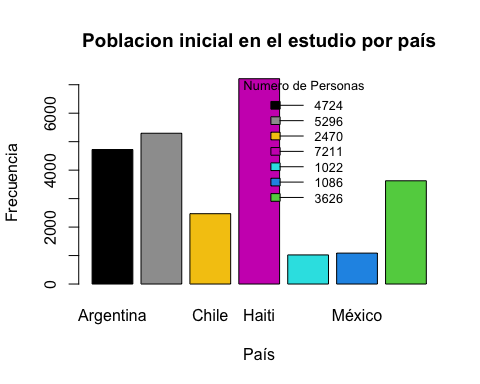 Poblacion inicial en el estudio por país
Numero de Personas
4724
5296
2470
7211
1022
1086
3626
Frecuencia
6000
4000
2000
0
Argentina Chile Haiti México
País